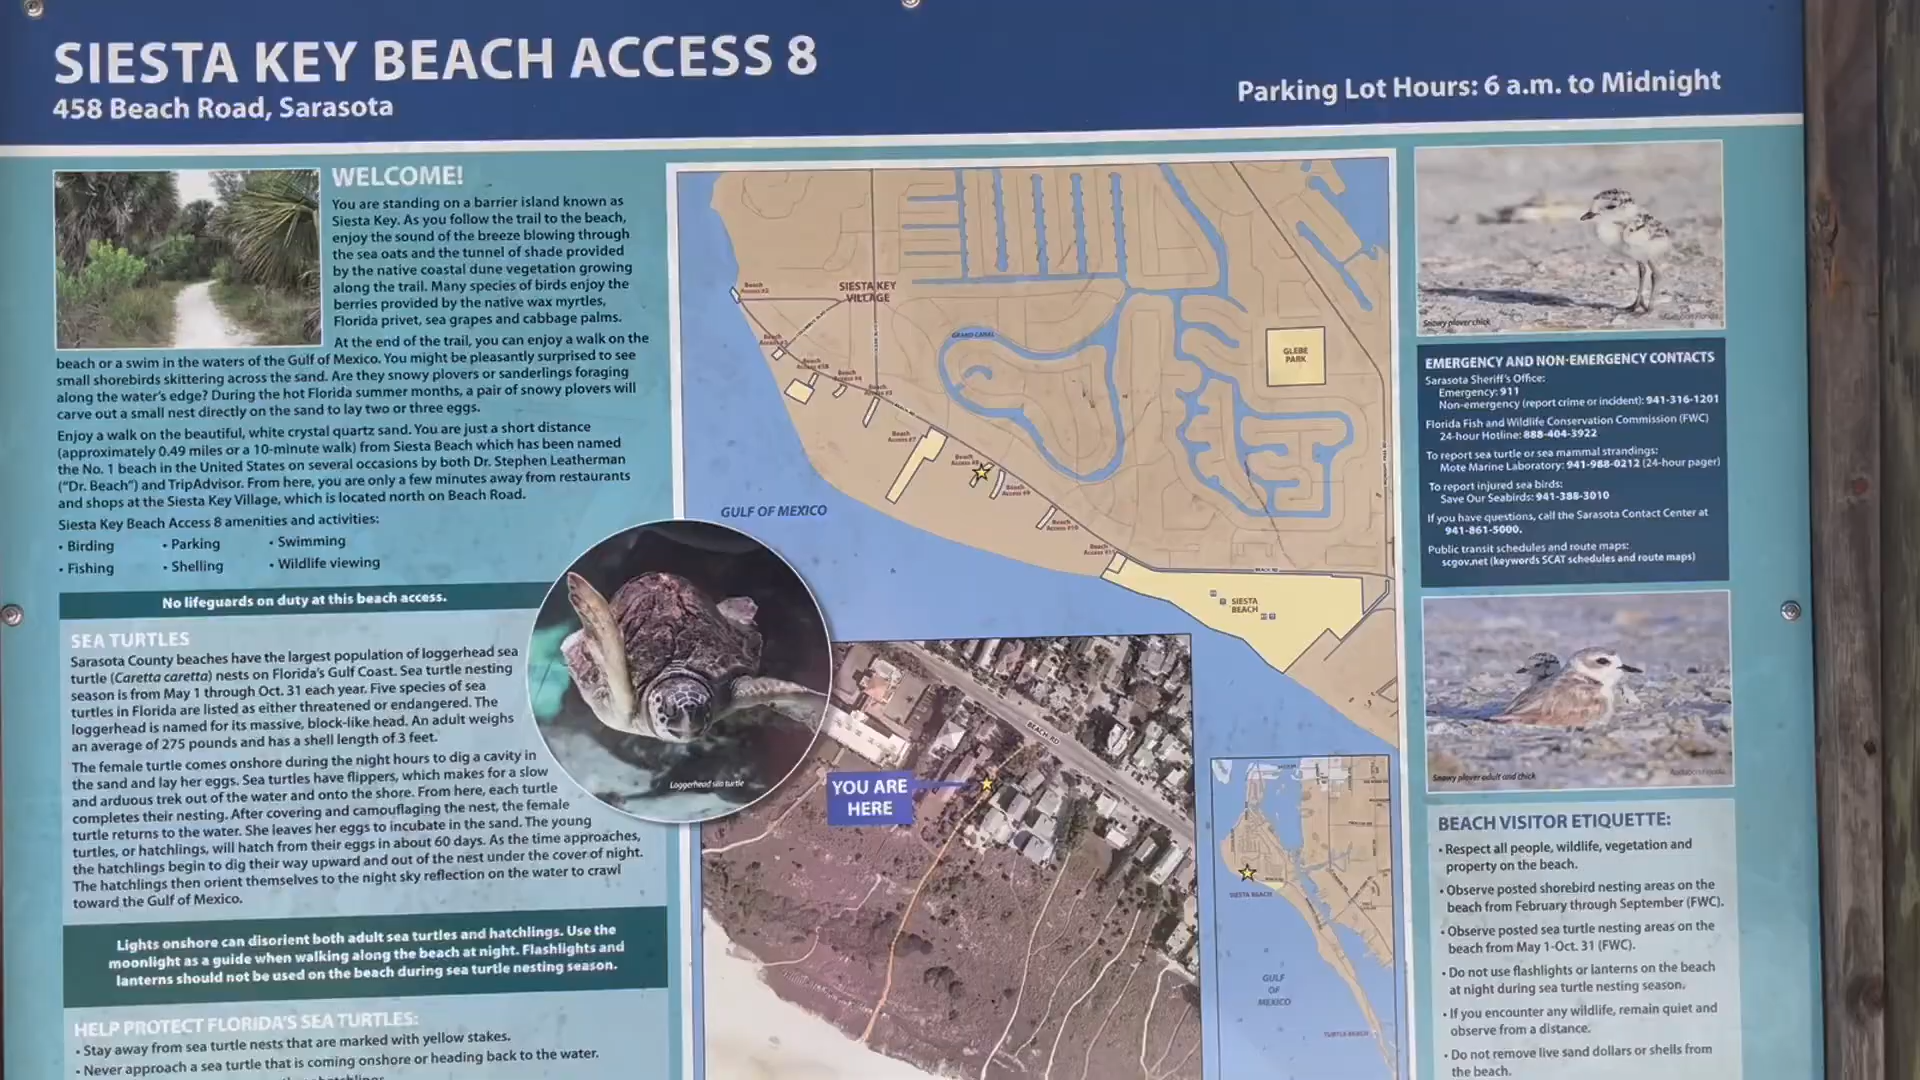 SIESTA KEY BEACH ACCESS 8
458 Beach Road, Sarasota
Parking Lot Hours: 6 a.m. to Midnight
WELCOME!
You are standing on a barrier island known as
Siesta Key. As you follow the trail to the beach,
enjoy the sound of the breeze blowing through
the sea oats and the tunnel of shade provided
by the native coastal dune vegetation growing
along the trail. Many species of birds enjoy the
berries provided by the native wax myrtles,
Florida privet, sea grapes and cabbage palms.
At the end of the trail, you can enjoy a walk on the
beach or a swim in the waters of the Gulf of Mexico. You might be pleasantly surprised to see
small shorebirds skittering across the sand. Are they snowy plovers or sanderlings foraging
along the water's edge? During the hot Florida summer months, a pair of snowy plovers will
carve out a small nest directly on the sand to lay two or three eggs.
Enjoy a walk on the beautiful, white crystal quartz sand. You are just a short distance
(approximately 0.49 miles or a 10-minute walk) from Siesta Beach which has been named
the No. 1 beach in the United States on several occasions by both Dr. Stephen Leatherman
("Dr. Beach") and TripAdvisor. From here, you are only a few minutes away from restaurants
and shops at the Siesta Key Village, which is located north on Beach Road.
Siesta Key Beach Access 8 amenities and activities:
• Birding • Parking • Swimming
• Fishing • Shelling • Wildlife viewing
No lifeguards on duty at this beach access.
SEA TURTLES
Sarasota County beaches have the largest population of loggerhead sea
turtle (Caretta caretta) nests on Florida's Gulf Coast. Sea turtle nesting
season is from May 1 through Oct. 31 each year. Five species of sea
turtles in Florida are listed as either threatened or endangered. The
loggerhead is named for its massive, block-like head. An adult weighs
an average of 275 pounds and has a shell length of 3 feet.
The female turtle comes onshore during the night hours to dig a cavity in
the sand and lay her eggs. Sea turtles have flippers, which makes for a slow
and arduous trek out of the water and onto the shore. From here, each turtle
completes their nesting. After covering and camouflaging the nest, the female
turtle returns to the water. She leaves her eggs to incubate in the sand. The young
turtles, or hatchlings, will hatch from their eggs in about 60 days. As the time approaches,
the hatchlings begin to dig their way upward and out of the nest under the cover of night.
The hatchlings then orient themselves to the night sky reflection on the water to crawl
toward the Gulf of Mexico.
Lights onshore can disorient both adult sea turtles and hatchlings. Use the
moonlight as a guide when walking along the beach at night. Flashlights and
lanterns should not be used on the beach during sea turtle nesting season.
HELP PROTECT FLORIDA'S SEA TURTLES:
• Stay away from sea turtle nests that are marked with yellow stakes.
• Never approach a sea turtle that is coming onshore or heading back to the water.
Loggerhead sea turtle
SIESTA KEY
VILLAGE
Beach
Access #2
GRAND CANAL
GLEBE
PARK
Beach
Access #7
Beach
Access #8
Beach
Access #9
Beach
Access #10
Beach
Access #11
BEACH RD
GULF OF MEXICO
SIESTA
BEACH
BEACH RD
YOU ARE
HERE
SIESTA BEACH
GULF
OF
MEXICO
TURTLE BEACH
Snowy plover chick
EMERGENCY AND NON-EMERGENCY CONTACTS
Sarasota Sheriff's Office:
Emergency: 911
Non-emergency (report crime or incident): 941-316-1201
Florida Fish and Wildlife Conservation Commission (FWC)
24-hour Hotline: 888-404-3922
To report sea turtle or sea mammal strandings:
Mote Marine Laboratory: 941-988-0212 (24-hour pager)
To report injured sea birds:
Save Our Seabirds: 941-388-3010
If you have questions, call the Sarasota Contact Center at
941-861-5000.
Public transit schedules and route maps:
scgov.net (keywords SCAT schedules and route maps)
Snowy plover adult and chick
BEACH VISITOR ETIQUETTE:
• Respect all people, wildlife, vegetation and
property on the beach.
• Observe posted shorebird nesting areas on the
beach from February through September (FWC).
• Observe posted sea turtle nesting areas on the
beach from May 1-Oct. 31 (FWC).
• Do not use flashlights or lanterns on the beach
at night during sea turtle nesting season.
• If you encounter any wildlife, remain quiet and
observe from a distance.
• Do not remove live sand dollars or shells from
the beach.